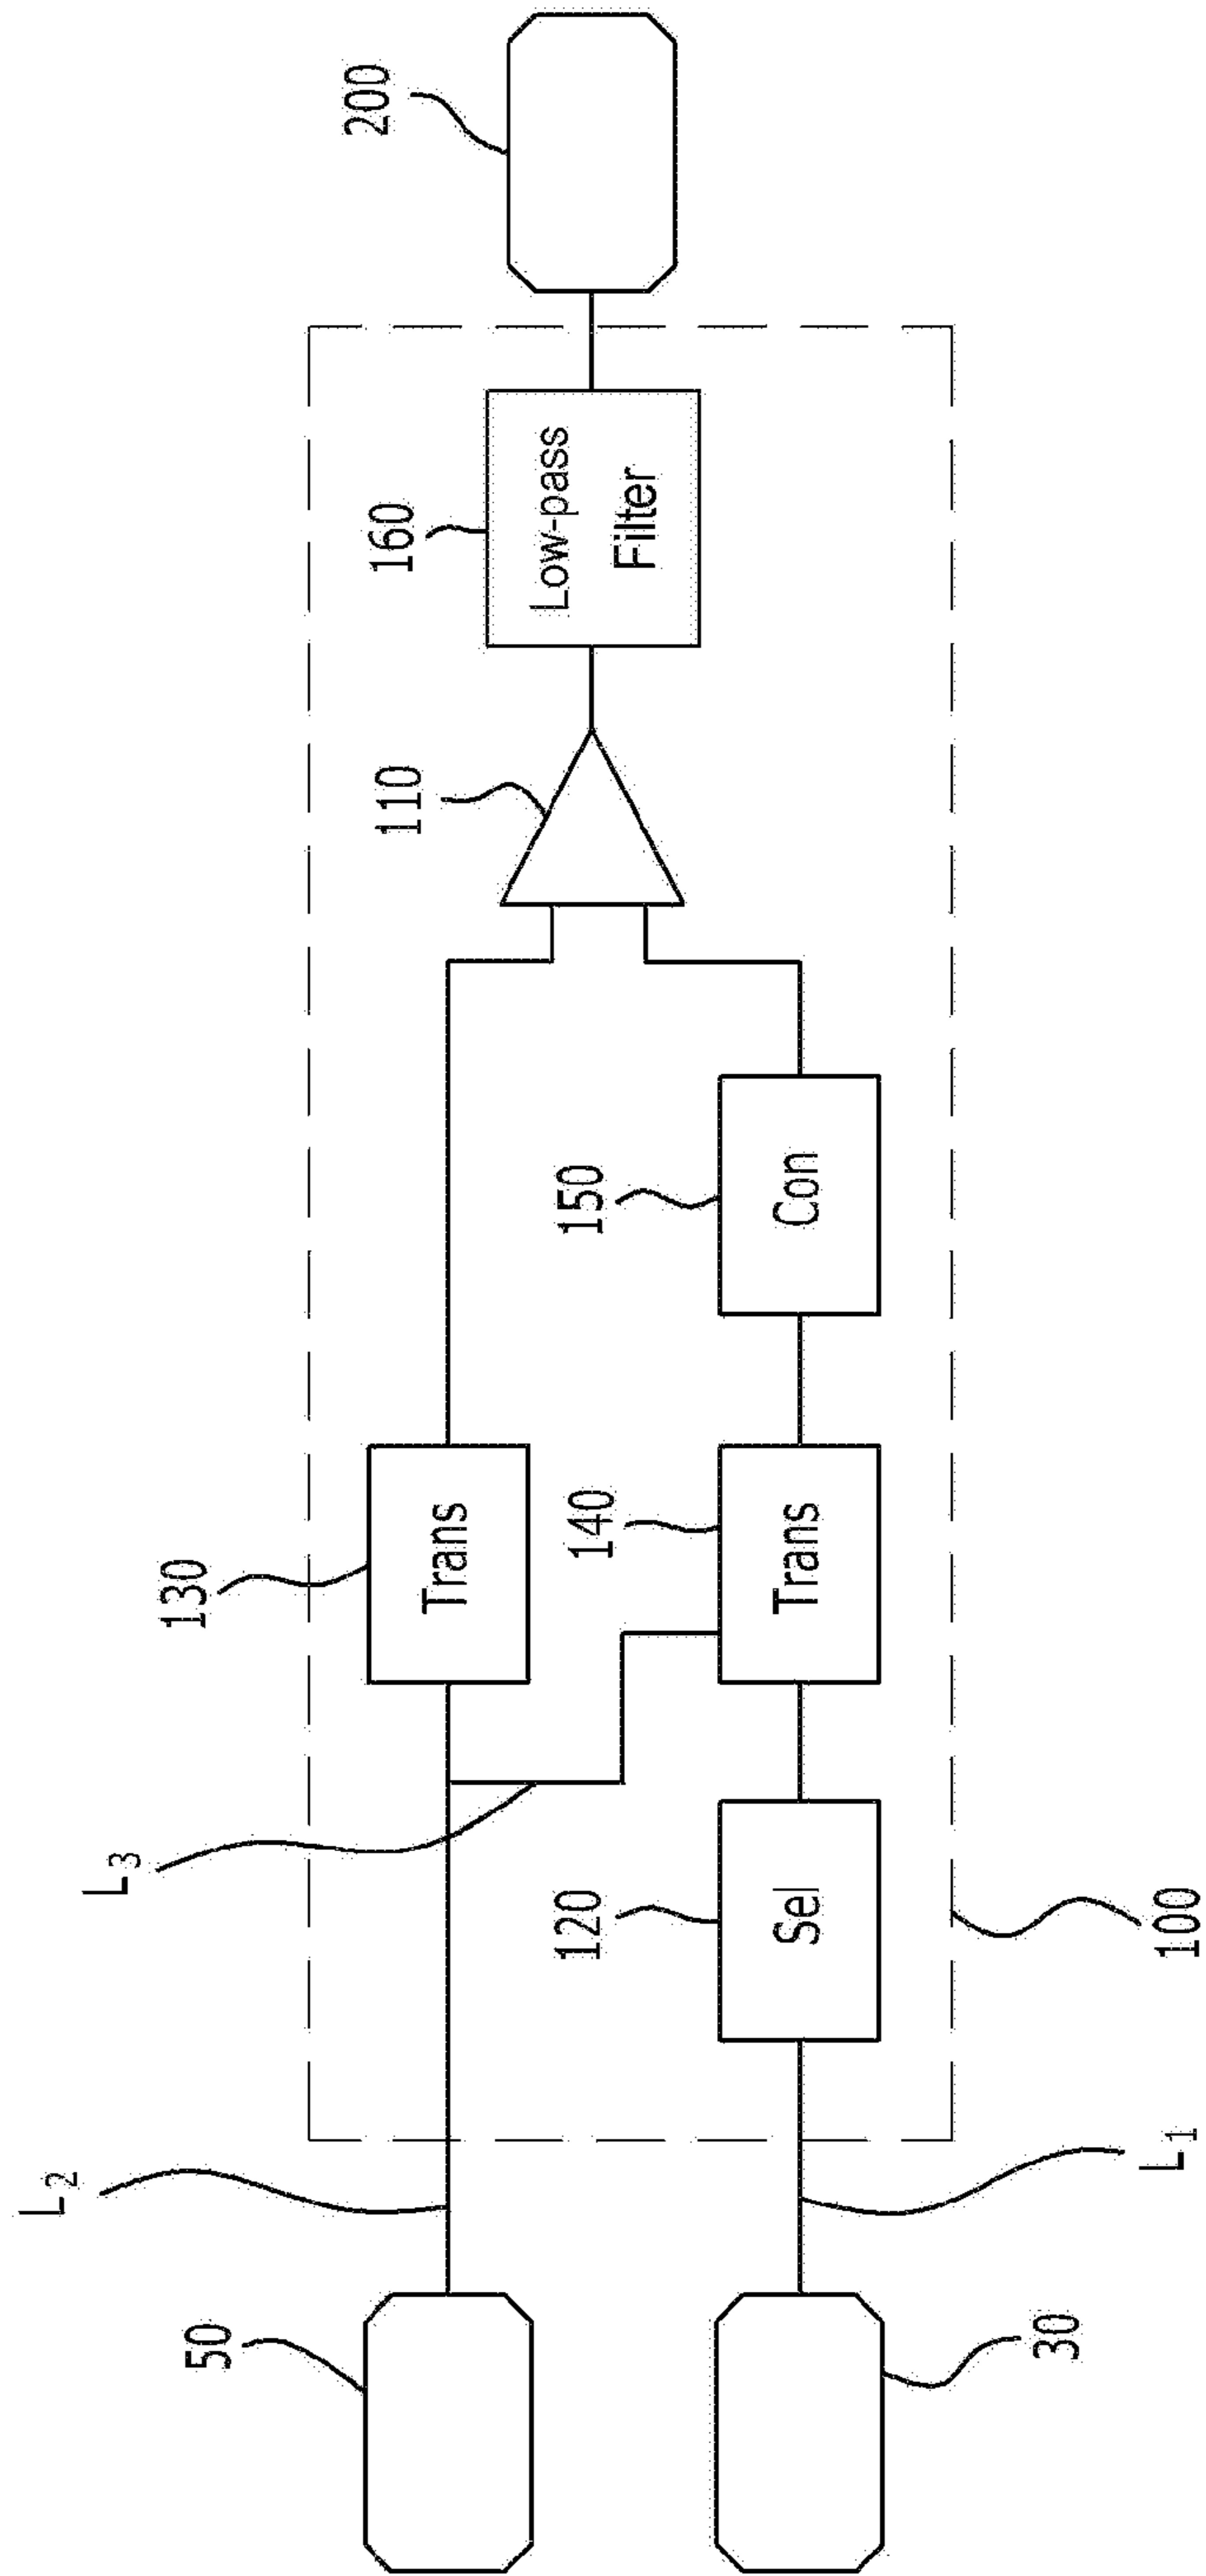 L2
L3
130
110
160
200
50
Trans
Low-pass
Filter
120
140
150
Sel
Trans
Con
30
L1
100